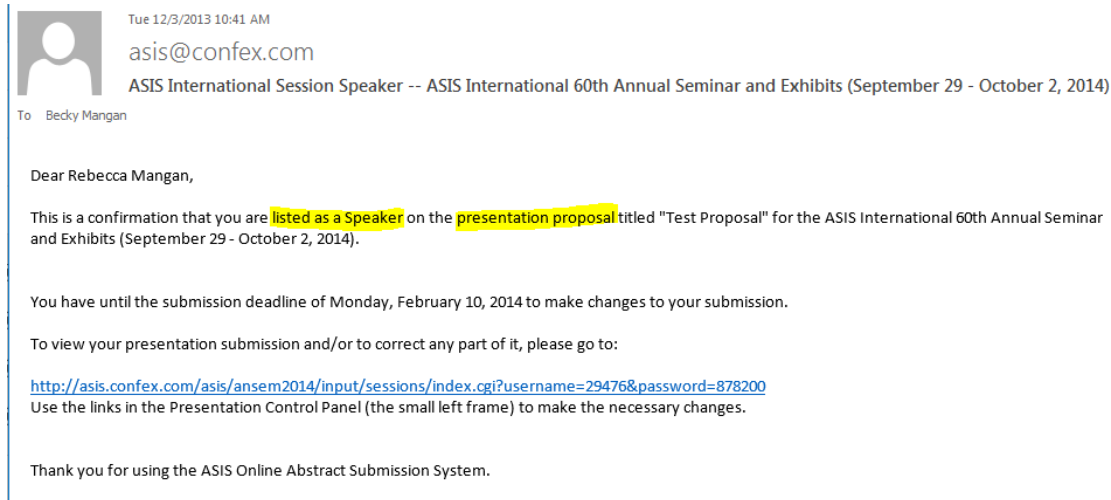 Tue 12/3/2013 10:41 AM
asis@confex.com
ASIS International Session Speaker -- ASIS International 60th Annual Seminar and Exhibits (September 29 - October 2, 2014)
To Becky Mangan
Dear Rebecca Mangan,
This is a confirmation that you are listed as a Speaker on the presentation proposal titled "Test Proposal" for the ASIS International 60th Annual Seminar
and Exhibits (September 29 - October 2, 2014).
You have until the submission deadline of Monday, February 10, 2014 to make changes to your submission.
To view your presentation submission and/or to correct any part of it, please go to:
http://asis.confex.com/asis/ansem2014/input/sessions/index.cgi?username=29476&password=878200
Use the links in the Presentation Control Panel (the small left frame) to make the necessary changes.
Thank you for using the ASIS Online Abstract Submission System.